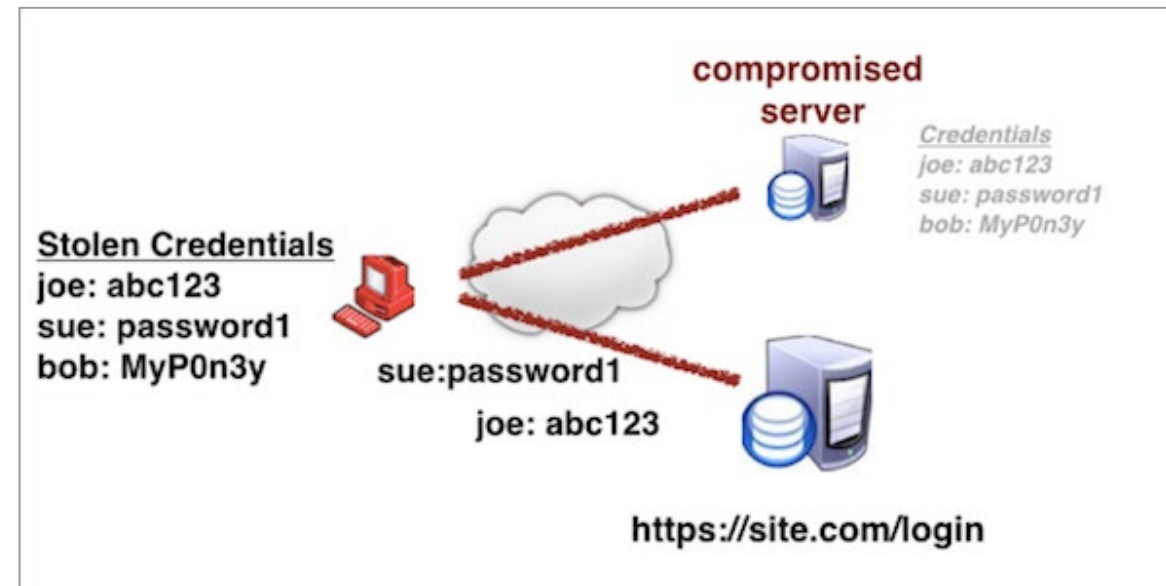 compromised
server
Credentials
joe: abc123
sue: password1
bob: MyP0n3y
Stolen Credentials
joe: abc123
sue: password1
bob: MyP0n3y
sue:password1
joe: abc123
https://site.com/login